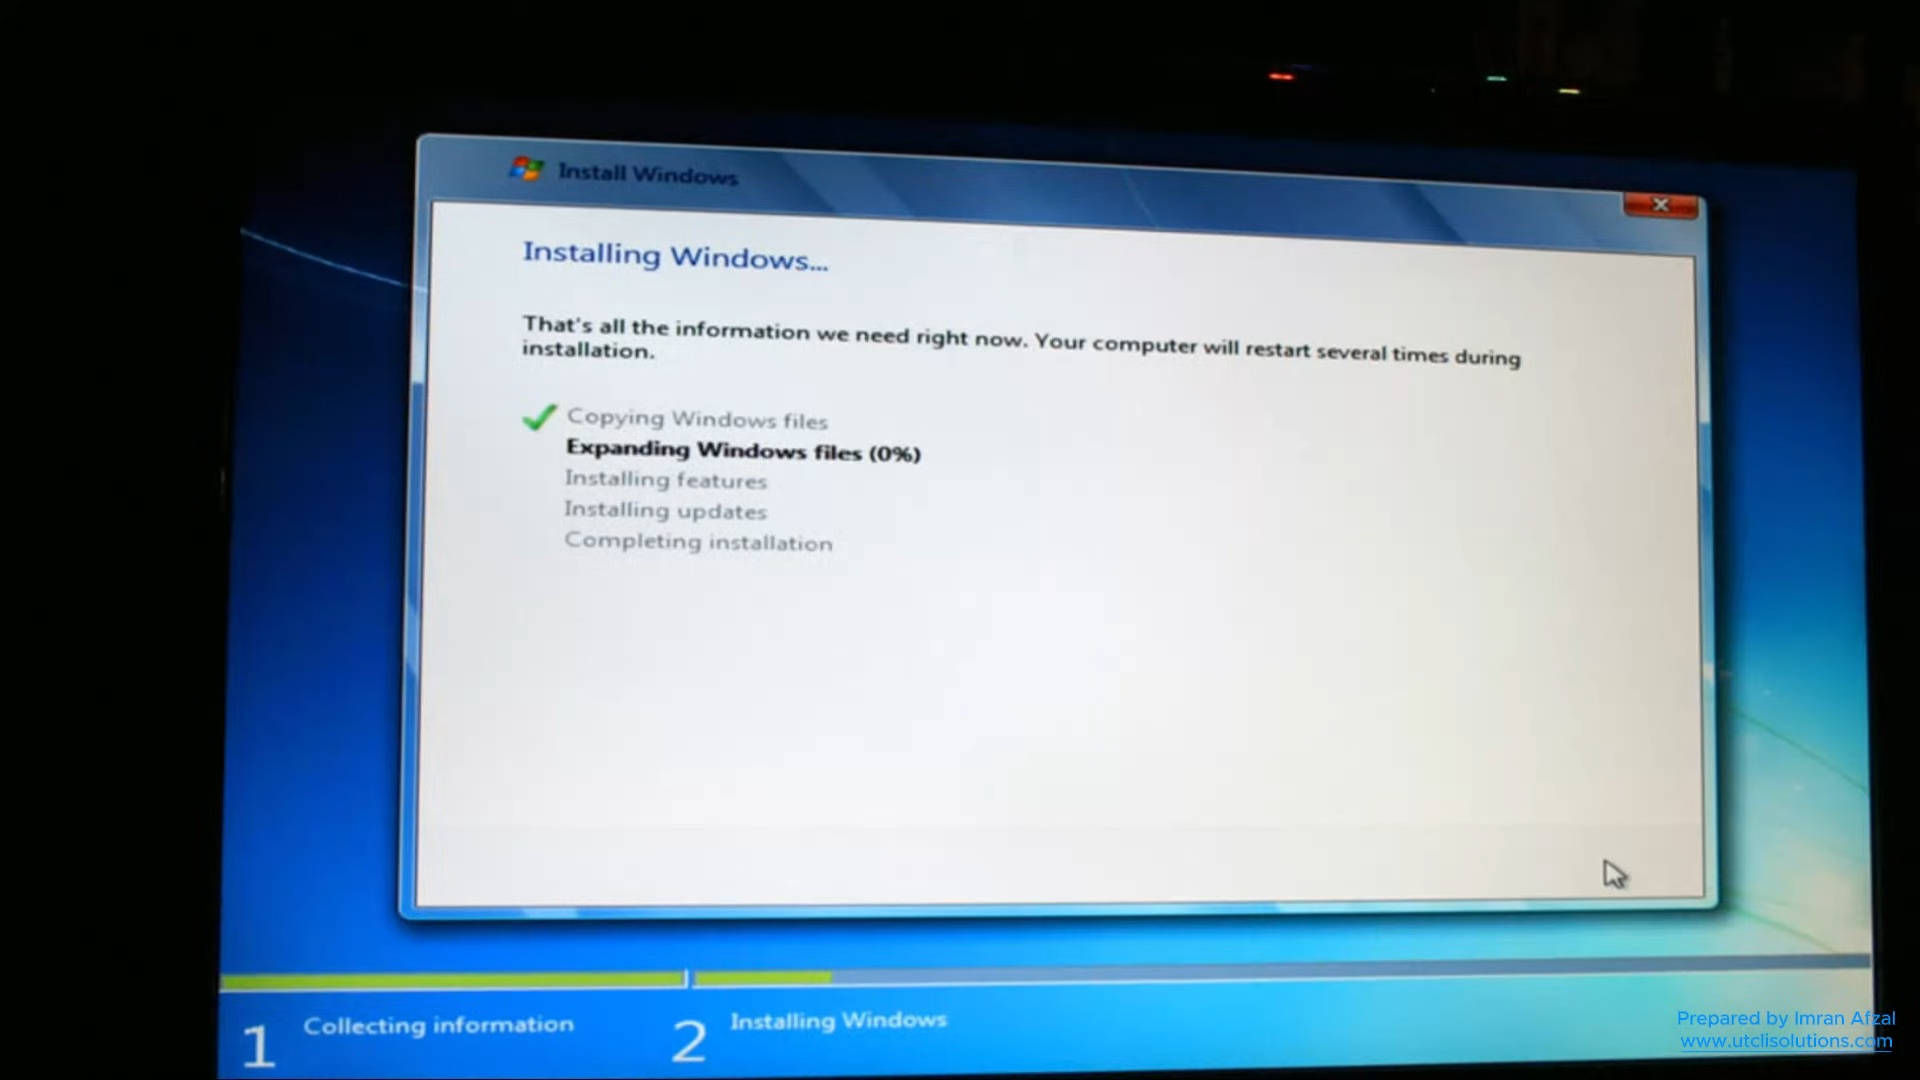 Install Windows
Installing Windows...
That's all the information we need right now. Your computer will restart several times during
installation.
Copying Windows files
Expanding Windows files (0%)
Installing features
Installing updates
Completing installation
1 Collecting information
2 Installing Windows
Prepared by Imran Afzal
www.utclisolutions.com